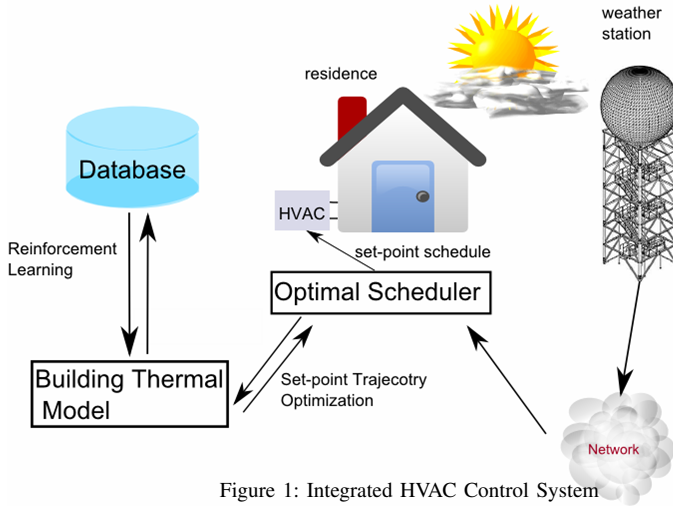 weather
station
residence
Database
HVAC
Reinforcement
Learning
set-point schedule
Optimal Scheduler
Building Thermal
Model
Set-point Trajecotry
Optimization
Network
Figure 1: Integrated HVAC Control System